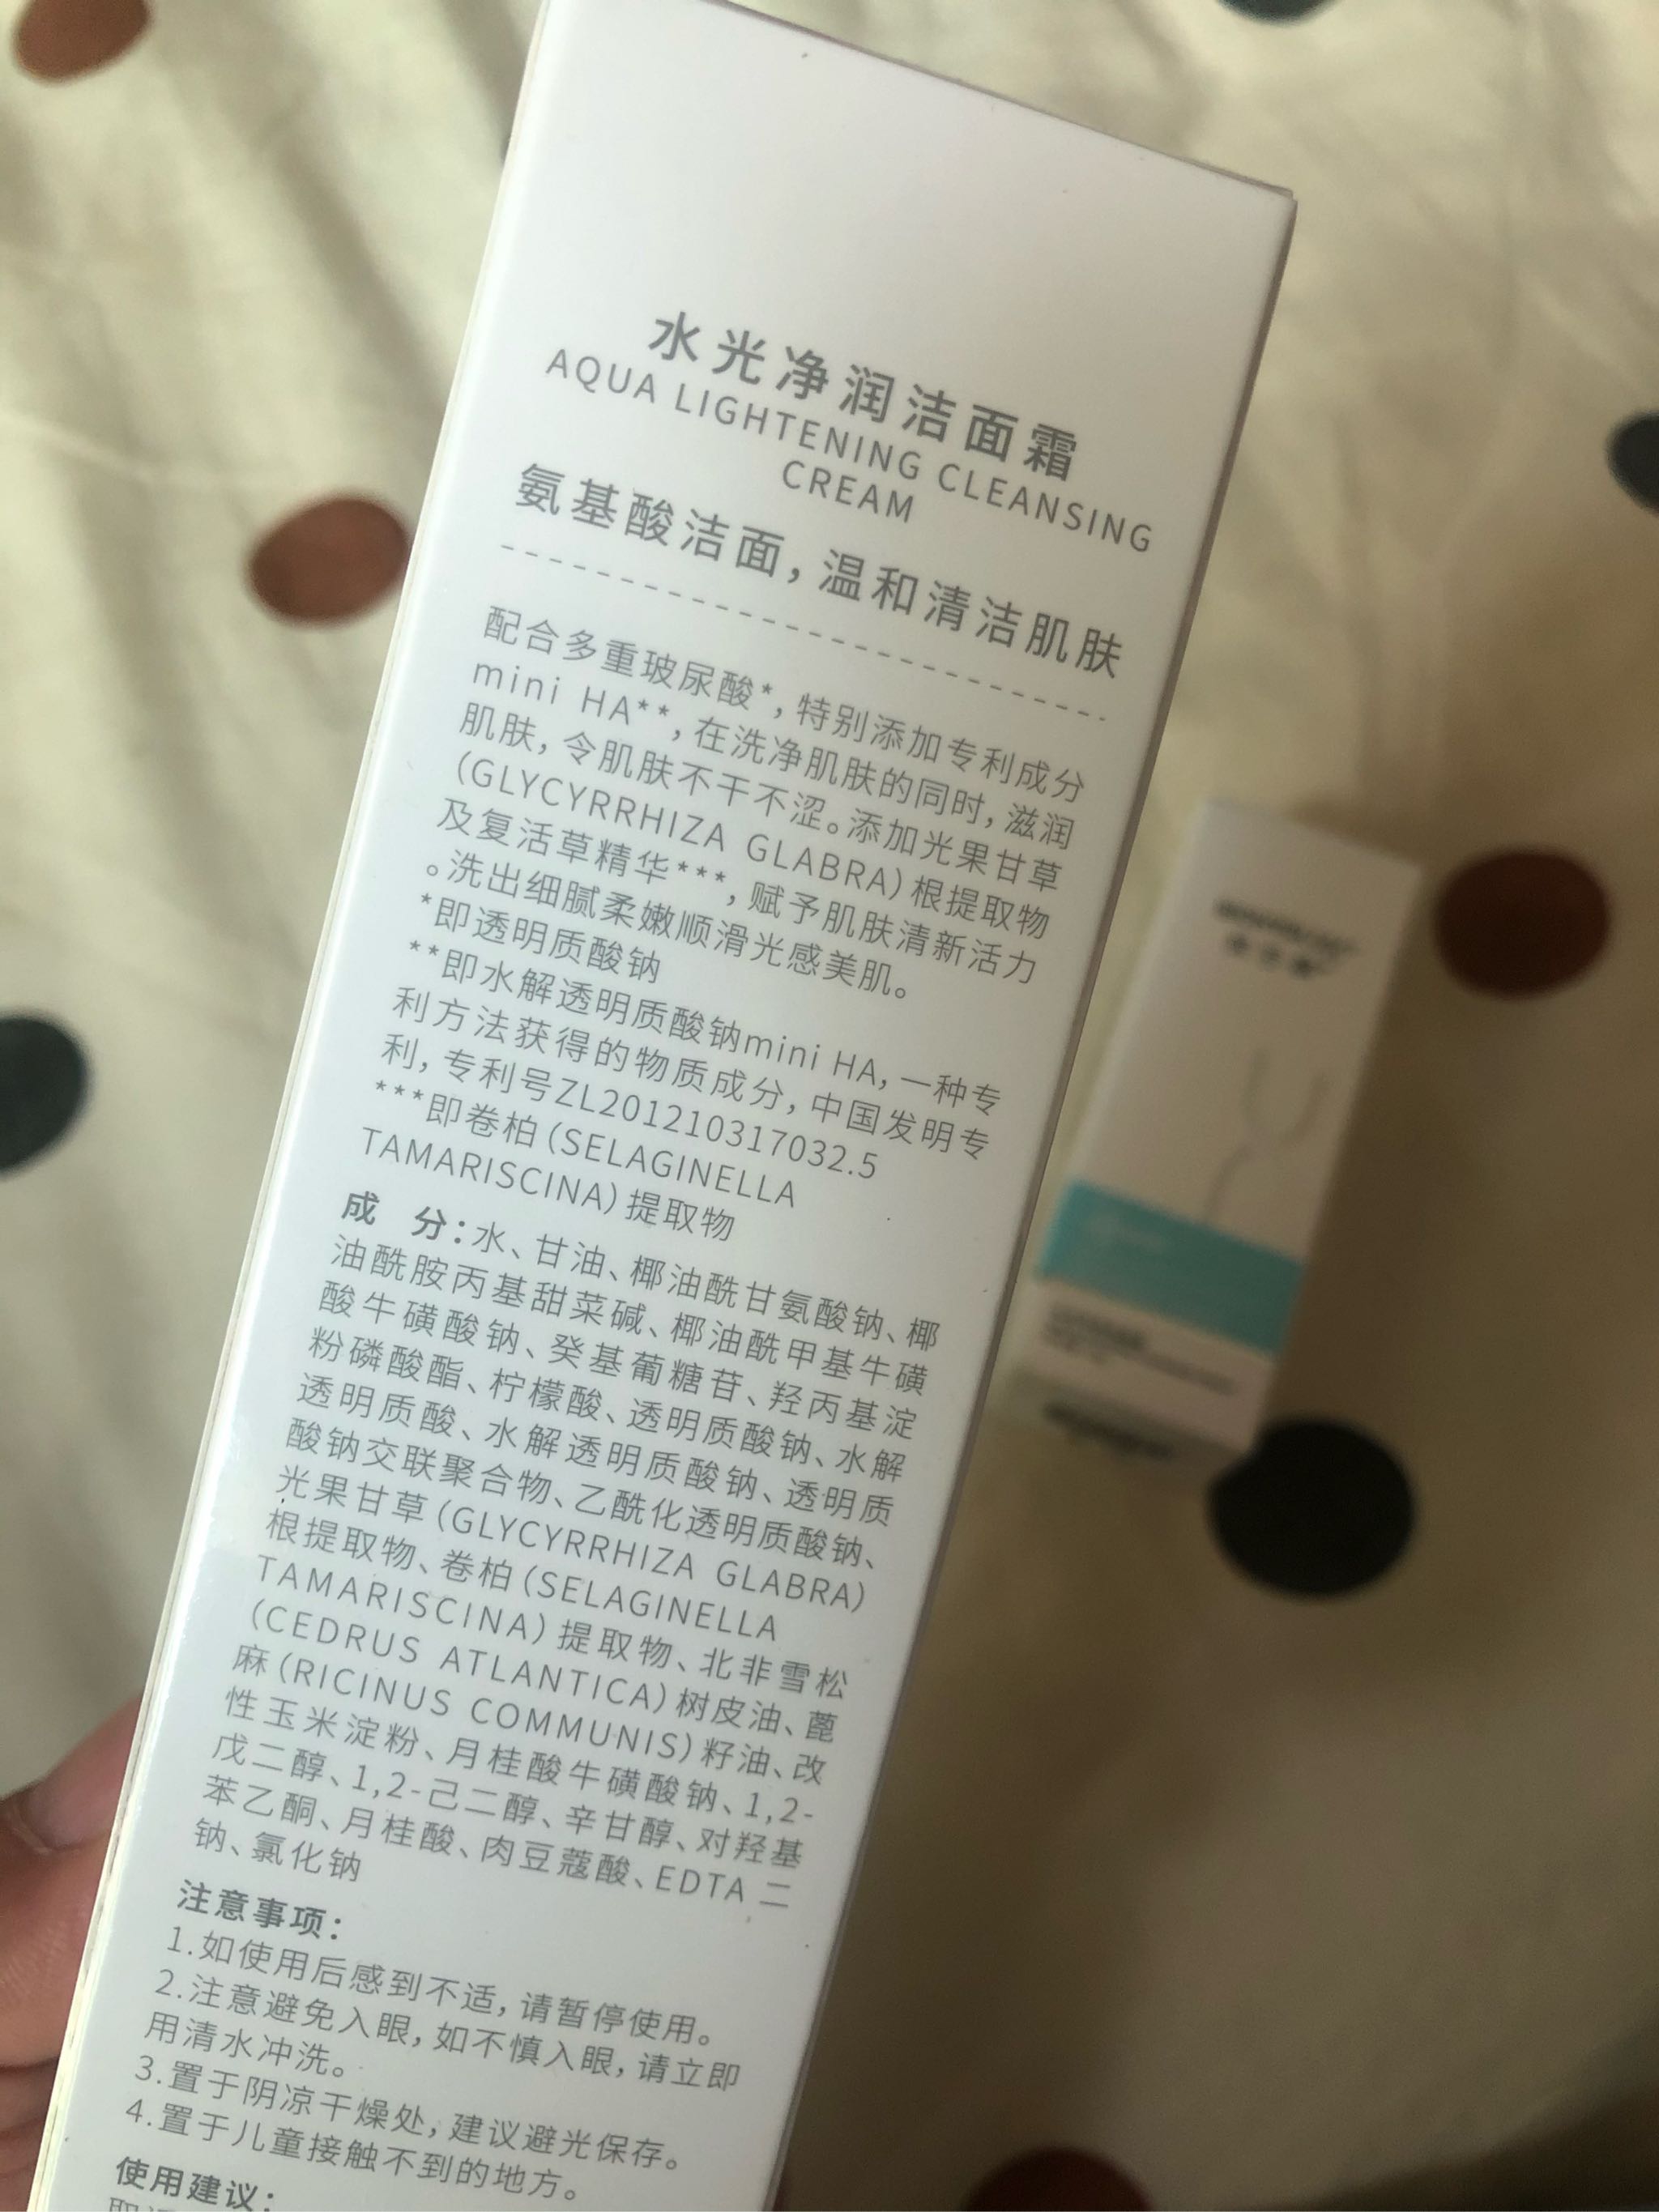 水光净润洁面霜
AQUA LIGHTENING CLEANSING
CREAM
氨基酸洁面，温和清洁肌肤
配合多重玻尿酸*，特别添加专利成分
mini HA**，在洗净肌肤的同时，滋润
肌肤，令肌肤不干不涩。添加光果甘草
(GLYCYRRHIZA GLABRA)根提取物
及复活草精华***，赋予肌肤清新活力
。洗出细腻柔嫩顺滑光感美肌。
*即透明质酸钠
**即水解透明质酸钠mini HA，一种专
利方法获得的物质成分，中国发明专
利，专利号ZL201210317032.5
***即卷柏(SELAGINELLA
TAMARISCINA)提取物
成 分：水、甘油、椰油酰甘氨酸钠、椰
油酰胺丙基甜菜碱、椰油酰甲基牛磺
酸牛磺酸钠、癸基葡糖苷、羟丙基淀
粉磷酸酯、柠檬酸、透明质酸钠、水解
透明质酸、水解透明质酸钠、透明质
酸钠交联聚合物、乙酰化透明质酸钠、
光果甘草(GLYCYRRHIZA GLABRA)
根提取物、卷柏(SELAGINELLA
TAMARISCINA)提取物、北非雪松
(CEDRUS ATLANTICA)树皮油、蓖
麻(RICINUS COMMUNIS)籽油、改
性玉米淀粉、月桂酸牛磺酸钠、1,2-
戊二醇、1,2-己二醇、辛甘醇、对羟基
苯乙酮、月桂酸、肉豆蔻酸、EDTA 二
钠、氯化钠
注意事项：
1.如使用后感到不适，请暂停使用。
2.注意避免入眼，如不慎入眼，请立即
用清水冲洗。
3.置于阴凉干燥处，建议避光保存。
4.置于儿童接触不到的地方。
使用建议：